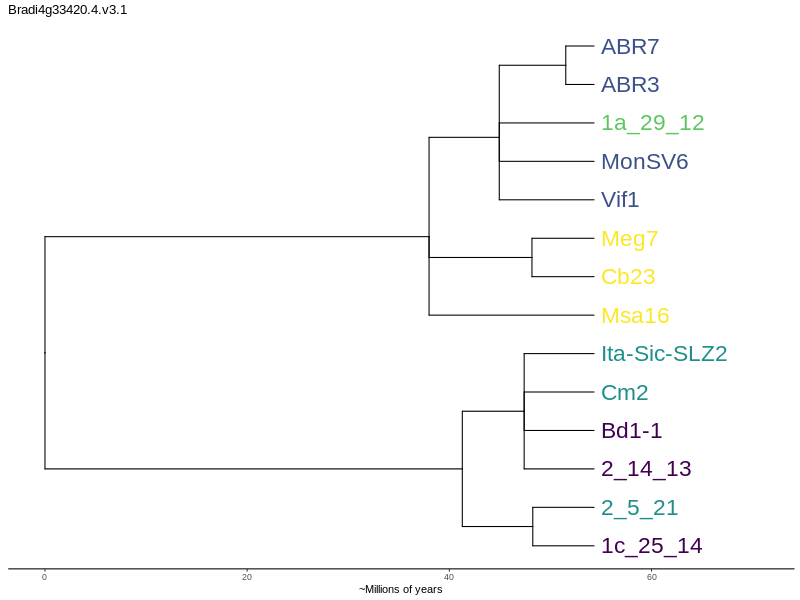 Bradi4g33420.4.v3.1
ABR7
ABR3
1a_29_12
MonSV6
Vif1
Meg7
Cb23
Msa16
Ita-Sic-SLZ2
Cm2
Bd1-1
2_14_13
2_5_21
1c_25_14
0 20 40 60
~Millions of years